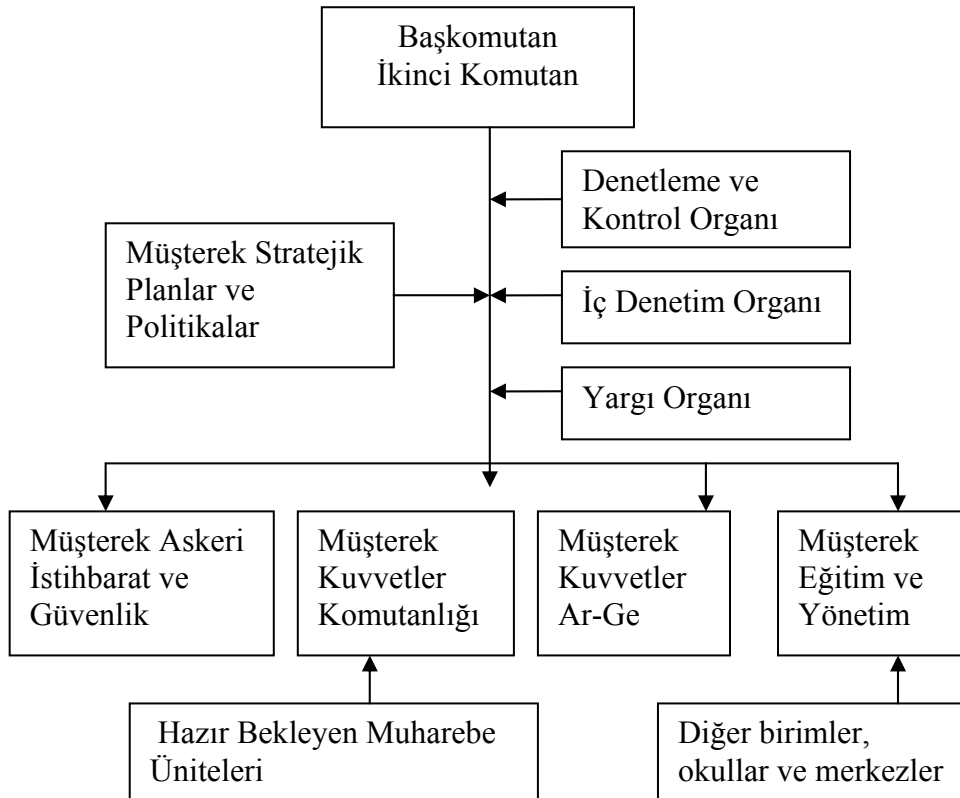 Başkomutan
İkinci Komutan
Denetleme ve
Kontrol Organı
Müşterek Stratejik
Planlar ve
Politikalar
İç Denetim Organı
Yargı Organı
Müşterek Askeri
İstihbarat ve
Güvenlik
Müşterek
Kuvvetler
Komutanlığı
Müşterek
Kuvvetler
Ar-Ge
Müşterek
Eğitim ve
Yönetim
Hazır Bekleyen Muharebe
Üniteleri
Diğer birimler,
okullar ve merkezler